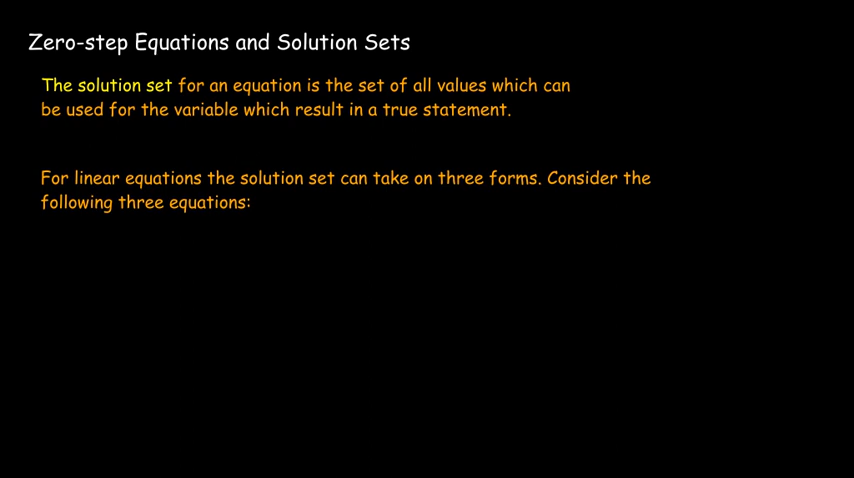 Zero-step Equations and Solution Sets
The solution set for an equation is the set of all values which can
be used for the variable which result in a true statement.
For linear equations the solution set can take on three forms. Consider the
following three equations: